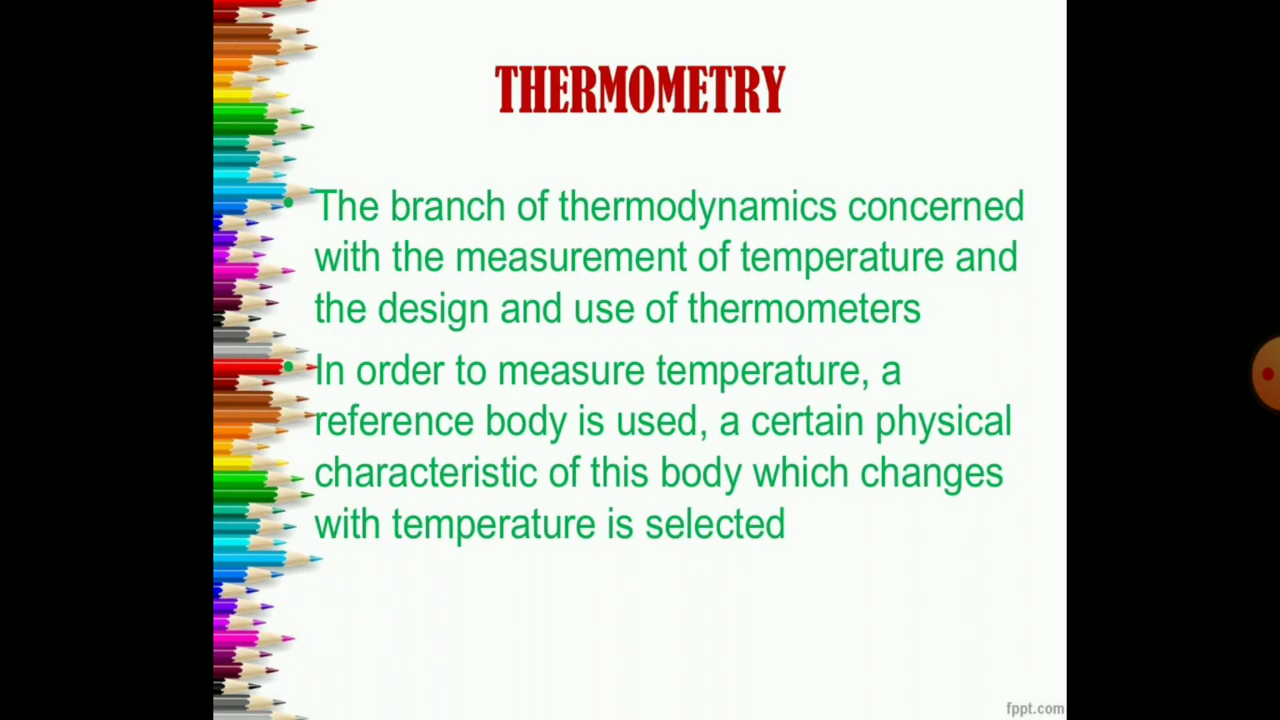 THERMOMETRY
• The branch of thermodynamics concerned
with the measurement of temperature and
the design and use of thermometers
• In order to measure temperature, a
reference body is used, a certain physical
characteristic of this body which changes
with temperature is selected
fppt.com